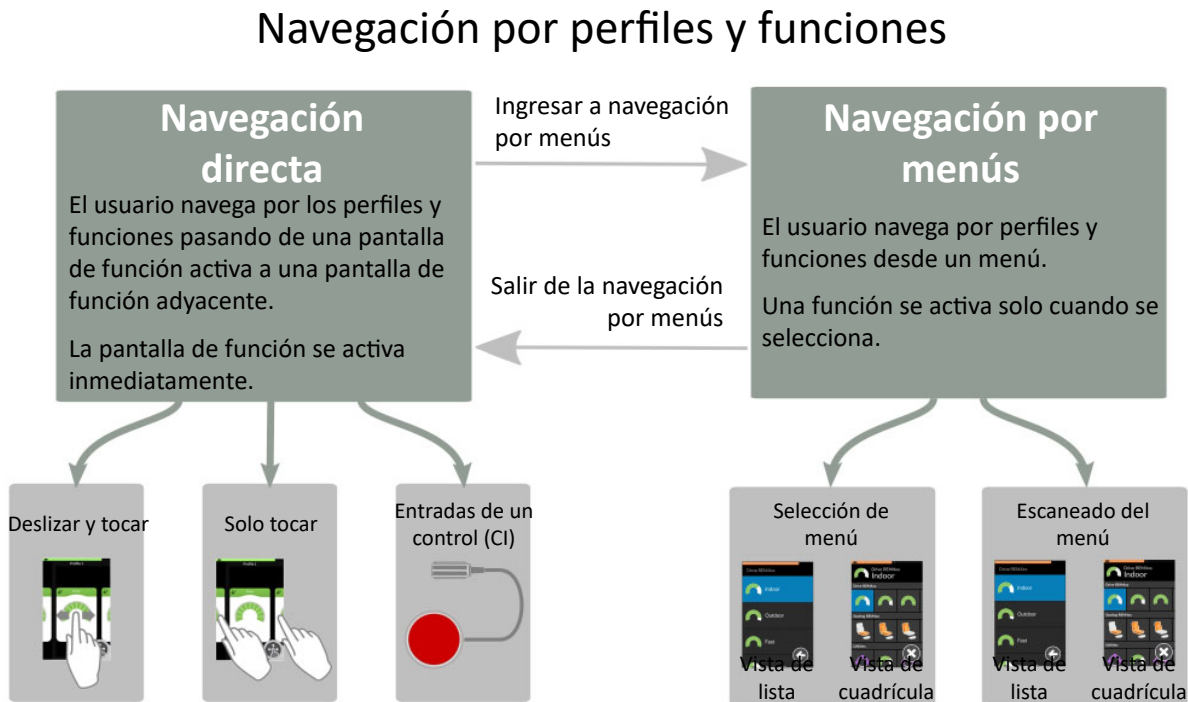 Navegación por perfiles y funciones
Navegación
directa
El usuario navega por los perfiles y
funciones pasando de una pantalla
de función activa a una pantalla de
función adyacente.
La pantalla de función se activa
inmediatamente.
Ingresar a navegación
por menús
Salir de la navegación
por menús
Navegación por
menús
El usuario navega por perfiles y
funciones desde un menú.
Una función se activa solo cuando se
selecciona.
Deslizar y tocar
Solo tocar
Entradas de un
control (CI)
Selección de
menú
Indoor
Outdoor
Fast
Vista de
lista
Indoor
Vista de
cuadrícula
Escaneado del
menú
Indoor
Outdoor
Fast
Vista de
lista
Indoor
Vista de
cuadrícula